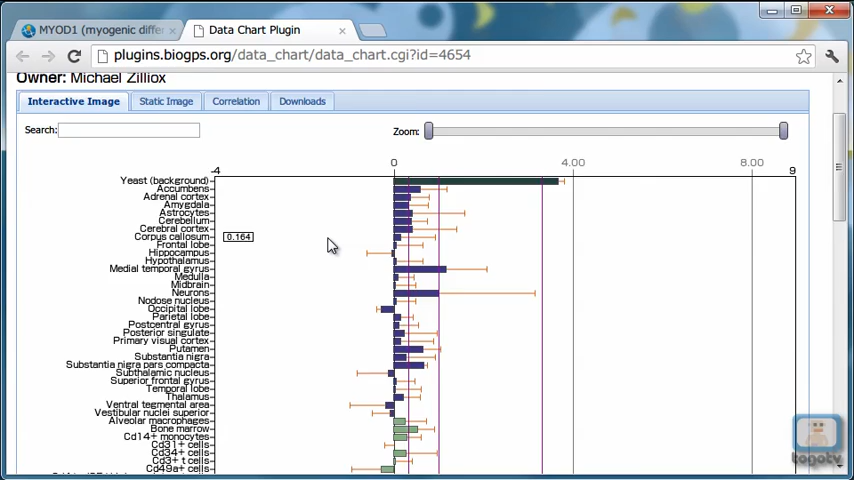 MYOD1 (myogenic differ
Data Chart Plugin
plugins.biogps.org/data_chart/data_chart.cgi?id=4654
Owner: Michael Zilliox
Interactive Image
Static Image
Correlation
Downloads
Search:
Zoom:
-4
0
4.00
8.00
9
Yeast (background)
Accumbens
Adrenal cortex
Amygdala
Astrocytes
Cerebellum
Cerebral cortex
Corpus callosum
0.164
Frontal lobe
Hippocampus
Hypothalamus
Medial temporal gyrus
Medulla
Midbrain
Neurons
Nodose nucleus
Occipital lobe
Parietal lobe
Postcentral gyrus
Posterior singulate
Primary visual cortex
Putamen
Substantia nigra
Substantia nigra pars compacta
Subthalamic nucleus
Superior frontal gyrus
Temporal lobe
Thalamus
Ventral tegmental area
Vestibular nuclei superior
Alveolar macrophages
Bone marrow
Cd14+ monocytes
Cd31+ cells
Cd34+ cells
Cd3+ t cells
Cd49a+ cells
togotv